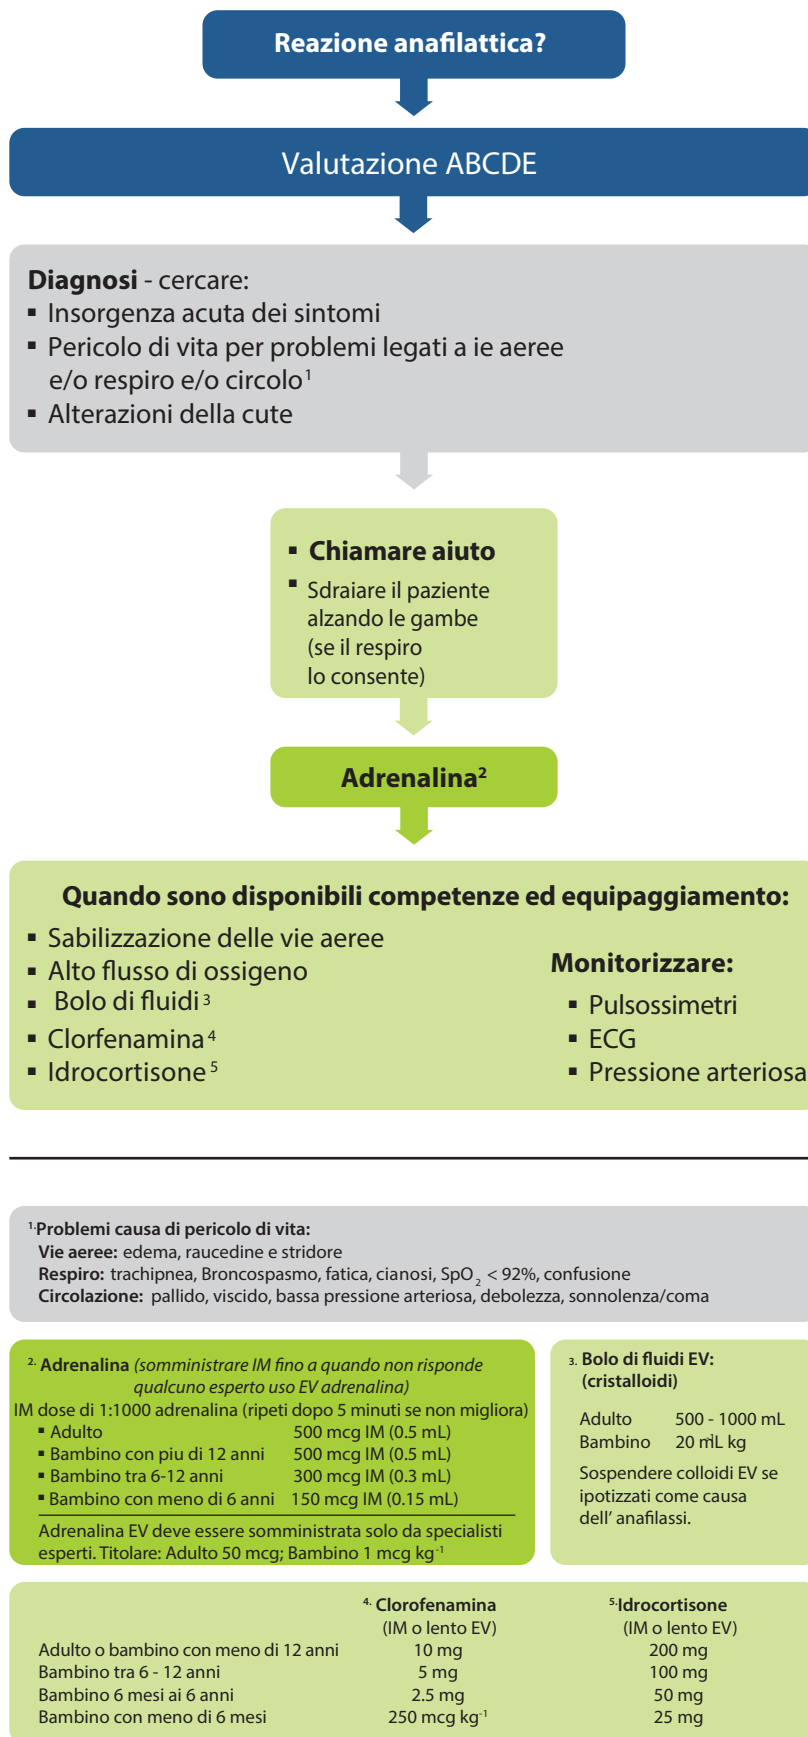 Reazione anafilattica?
Valutazione ABCDE
Diagnosi - cercare:
▪ Insorgenza acuta dei sintomi
▪ Pericolo di vita per problemi legati a ie aeree
e/o respiro e/o circolo¹
▪ Alterazioni della cute
▪ Chiamare aiuto
▪ Sdraiare il paziente
alzando le gambe
(se il respiro
lo consente)
Adrenalina²
Quando sono disponibili competenze ed equipaggiamento:
▪ Sabilizzazione delle vie aeree
▪ Alto flusso di ossigeno
▪ Bolo di fluidi ³
▪ Clorfenamina ⁴
▪ Idrocortisone ⁵
Monitorizzare:
▪ Pulsossimetri
▪ ECG
▪ Pressione arteriosa
¹·Problemi causa di pericolo di vita:
Vie aeree: edema, raucedine e stridore
Respiro: trachipnea, Broncospasmo, fatica, cianosi, SpO₂ < 92%, confusione
Circolazione: pallido, viscido, bassa pressione arteriosa, debolezza, sonnolenza/coma
²· Adrenalina (somministrare IM fino a quando non risponde
qualcuno esperto uso EV adrenalina)
IM dose di 1:1000 adrenalina (ripeti dopo 5 minuti se non migliora)
▪ Adulto 500 mcg IM (0.5 mL)
▪ Bambino con piu di 12 anni 500 mcg IM (0.5 mL)
▪ Bambino tra 6-12 anni 300 mcg IM (0.3 mL)
▪ Bambino con meno di 6 anni 150 mcg IM (0.15 mL)
Adrenalina EV deve essere somministrata solo da specialisti
esperti. Titolare: Adulto 50 mcg; Bambino 1 mcg kg⁻¹
³· Bolo di fluidi EV:
(cristalloidi)
Adulto 500 - 1000 mL
Bambino 20 mL kg⁻¹
Sospendere colloidi EV se
ipotizzati come causa
dell' anafilassi.
⁴· Clorofenamina ⁵·Idrocortisone
(IM o lento EV) (IM o lento EV)
Adulto o bambino con meno di 12 anni 10 mg 200 mg
Bambino tra 6 - 12 anni 5 mg 100 mg
Bambino 6 mesi ai 6 anni 2.5 mg 50 mg
Bambino con meno di 6 mesi 250 mcg kg⁻¹ 25 mg